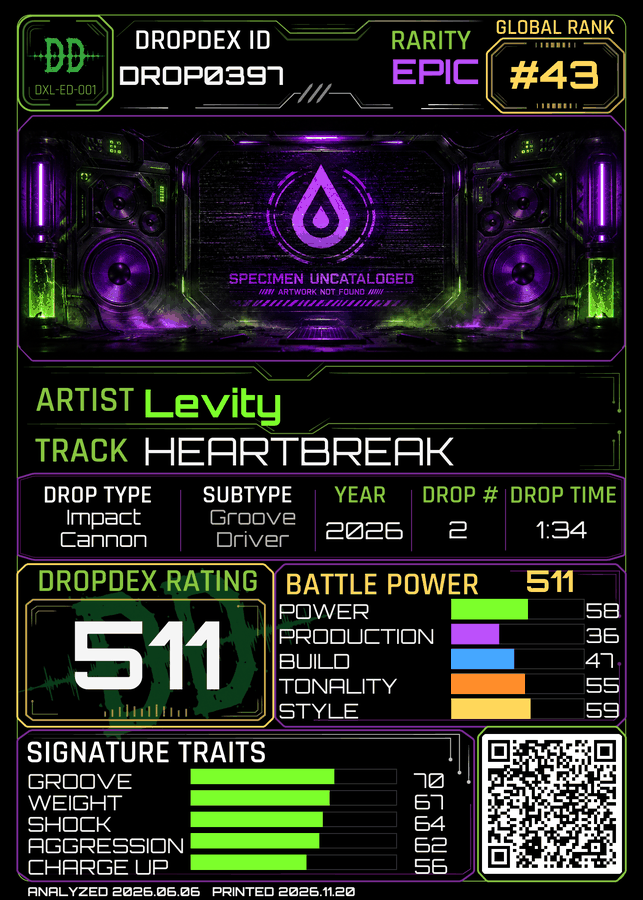 DD
DXL-ED-001
DROPDEX ID
DROP0397
RARITY
EPIC
GLOBAL RANK
#43
SPECIMEN UNCATALOGED
ARTWORK NOT FOUND
ARTIST Levity
TRACK HEARTBREAK
DROP TYPE
Impact
Cannon
SUBTYPE
Groove
Driver
YEAR
2026
DROP #
2
DROP TIME
1:34
DROPDEX RATING
511
BATTLE POWER 511
POWER 58
PRODUCTION 36
BUILD 47
TONALITY 55
STYLE 59
SIGNATURE TRAITS
GROOVE 70
WEIGHT 67
SHOCK 64
AGGRESSION 62
CHARGE UP 56
ANALYZED 2026.06.06 PRINTED 2026.11.20